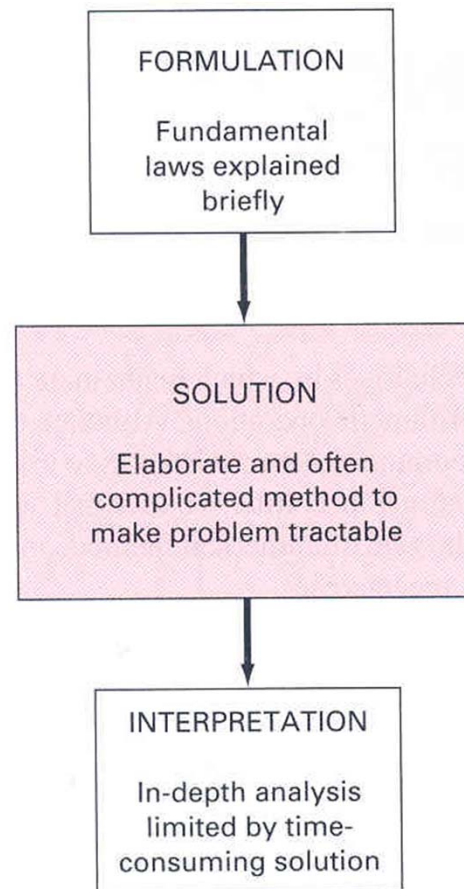 FORMULATION
Fundamental
laws explained
briefly
SOLUTION
Elaborate and often
complicated method to
make problem tractable
INTERPRETATION
In-depth analysis
limited by time-
consuming solution